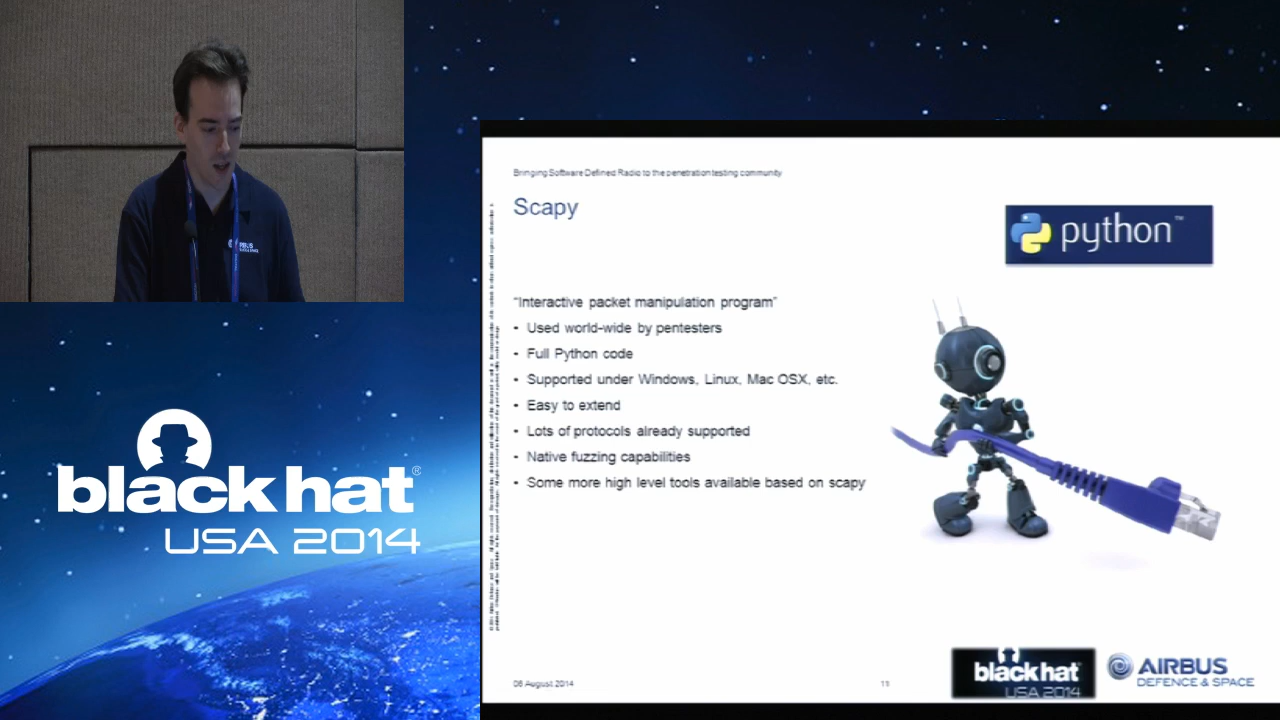 AIRBUS
black hat®
USA 2014
Bringing Software Defined Radio to the penetration testing community
Scapy
python™
"Interactive packet manipulation program"
• Used world-wide by pentesters
• Full Python code
• Supported under Windows, Linux, Mac OSX, etc.
• Easy to extend
• Lots of protocols already supported
• Native fuzzing capabilities
• Some more high level tools available based on scapy
06 August 2014
11
black hat
USA 2014
AIRBUS
DEFENCE & SPACE